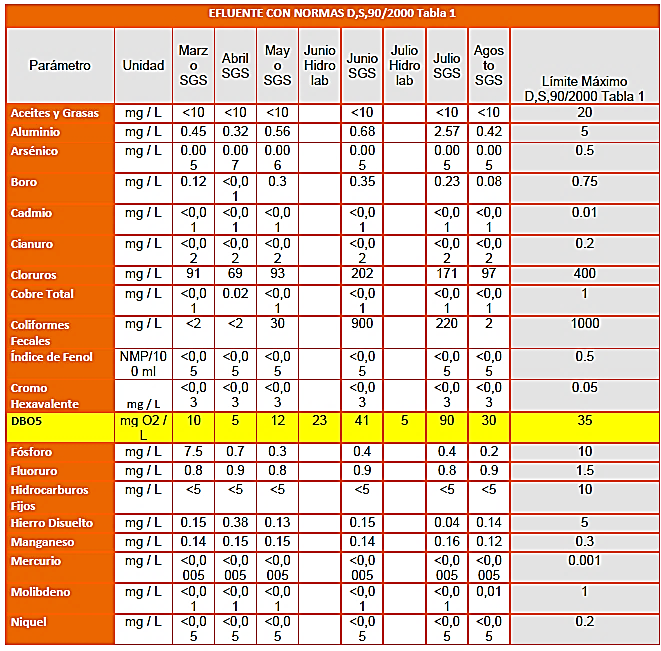 EFLUENTE CON NORMAS D,S,90/2000 Tabla 1
Parámetro Unidad Marzo SGS Abril SGS Mayo SGS Junio Hidrolab Junio SGS Julio Hidrolab Julio SGS Agosto SGS Límite Máximo D,S,90/2000 Tabla 1
Aceites y Grasas mg / L <10 <10 <10 <10 <10 <10 20
Aluminio mg / L 0.45 0.32 0.56 0.68 2.57 0.42 5
Arsénico mg / L 0.005 0.007 0.006 0.005 0.005 0.005 0.5
Boro mg / L 0.12 <0,01 0.3 0.35 0.23 0.08 0.75
Cadmio mg / L <0,01 <0,01 <0,01 <0,01 <0,01 <0,01 0.01
Cianuro mg / L <0,02 <0,02 <0,02 <0,02 <0,02 <0,02 0.2
Cloruros mg / L 91 69 93 202 171 97 400
Cobre Total mg / L <0,01 0.02 <0,01 <0,01 <0,01 <0,01 1
Coliformes Fecales mg / L <2 <2 30 900 220 2 1000
Índice de Fenol NMP/100 ml <0,05 <0,05 <0,05 <0,05 <0,05 <0,05 0.5
Cromo Hexavalente mg / L <0,03 <0,03 <0,03 <0,03 <0,03 <0,03 0.05
DBO5 mg O2 / L 10 5 12 23 41 5 90 30 35
Fósforo mg / L 7.5 0.7 0.3 0.4 0.4 0.2 10
Fluoruro mg / L 0.8 0.9 0.8 0.9 0.8 0.9 1.5
Hidrocarburos Fijos mg / L <5 <5 <5 <5 <5 <5 10
Hierro Disuelto mg / L 0.15 0.38 0.13 0.15 0.04 0.14 5
Manganeso mg / L 0.14 0.15 0.15 0.14 0.16 0.12 0.3
Mercurio mg / L <0,0005 <0,0005 <0,0005 <0,0005 <0,0005 <0,0005 0.001
Molibdeno mg / L <0,01 <0,01 <0,01 <0,01 <0,01 0,01 1
Niquel mg / L <0,05 <0,05 <0,05 <0,05 <0,05 <0,05 0.2